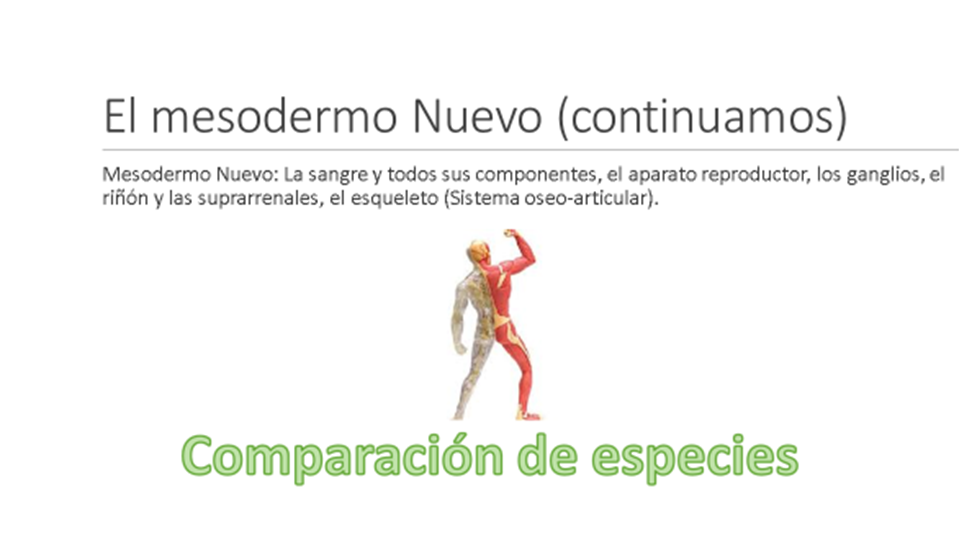 El mesodermo Nuevo (continuamos)
Mesodermo Nuevo: La sangre y todos sus componentes, el aparato reproductor, los ganglios, el
riñón y las suprarrenales, el esqueleto (Sistema oseo-articular).
Comparación de especies